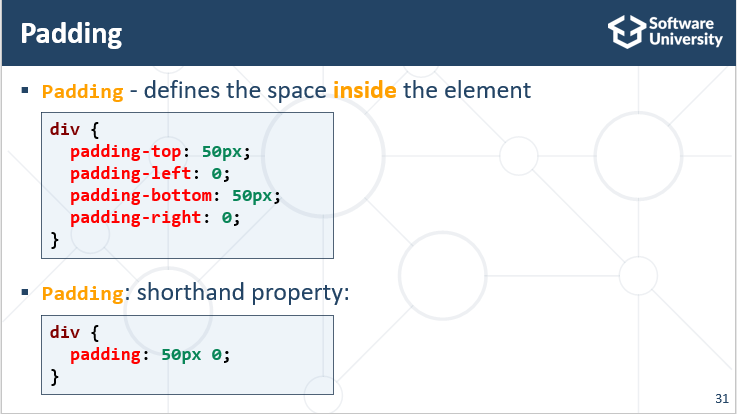 Padding
Software
University
▪ Padding - defines the space inside the element
div {
  padding-top: 50px;
  padding-left: 0;
  padding-bottom: 50px;
  padding-right: 0;
}
▪ Padding: shorthand property:
div {
  padding: 50px 0;
}
31